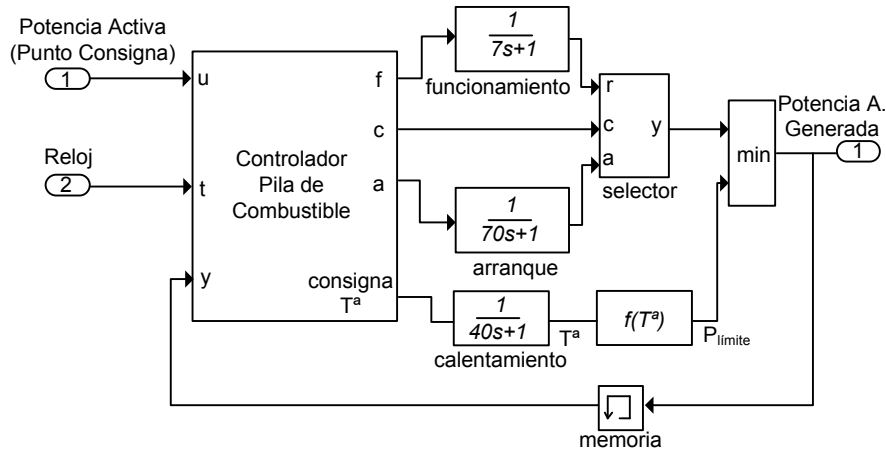 Potencia Activa
(Punto Consigna)
1
u
Reloj
2
t
y
Controlador
Pila de
Combustible
f
c
a
consigna
Tª
1
7s+1
funcionamiento
1
70s+1
arranque
1
40s+1
calentamiento
Tª
f(Tª)
Plímite
r
c
a
y
selector
min
Potencia A.
Generada
1
memoria